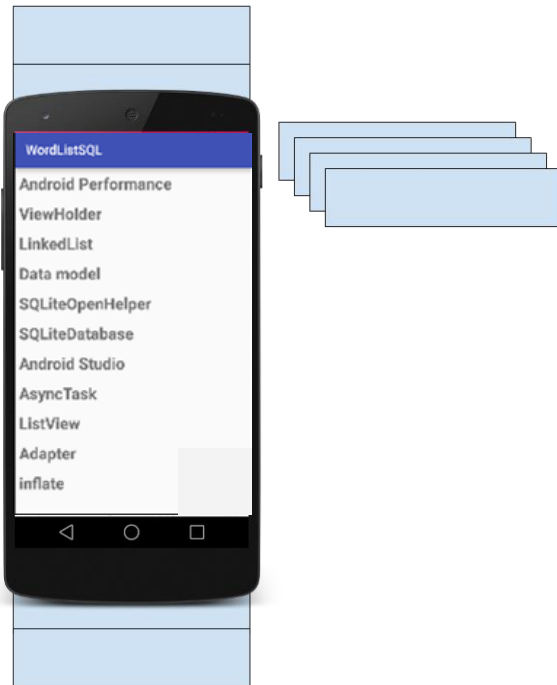 WordListSQL
Android Performance
ViewHolder
LinkedList
Data model
SQLiteOpenHelper
SQLiteDatabase
Android Studio
AsyncTask
ListView
Adapter
inflate